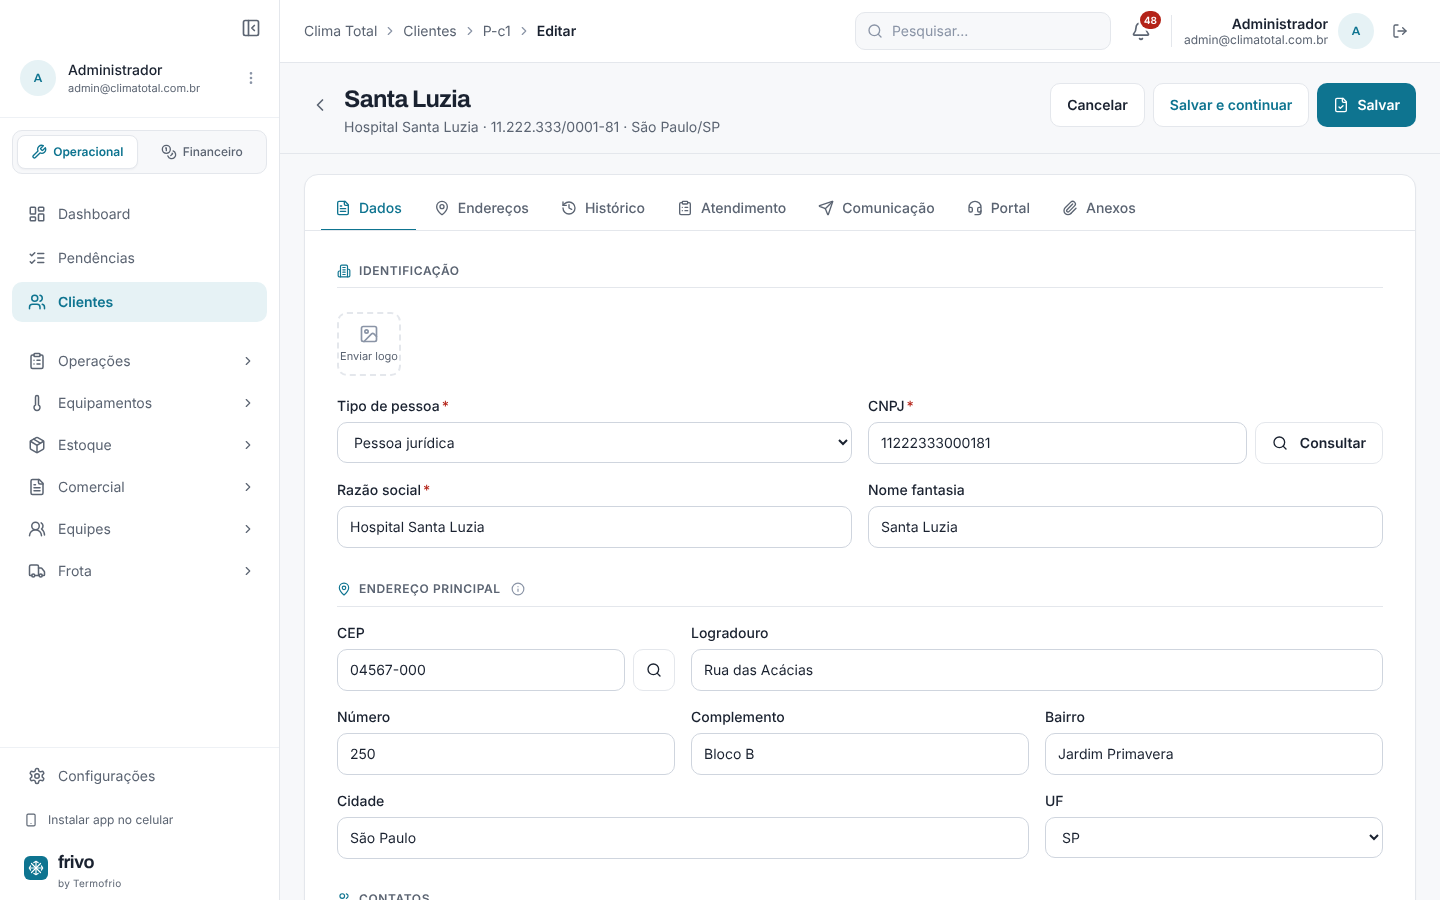 A
Administrador
admin@climatotal.com.br
Operacional
Financeiro
Dashboard
Pendências
Clientes
Operações
Equipamentos
Estoque
Comercial
Equipes
Frota
Configurações
Instalar app no celular
frivo
by Termofrio
Clima Total > Clientes > P-c1 > Editar
Pesquisar...
48
Administrador
admin@climatotal.com.br
A
Santa Luzia
Hospital Santa Luzia · 11.222.333/0001-81 · São Paulo/SP
Cancelar
Salvar e continuar
Salvar
Dados
Endereços
Histórico
Atendimento
Comunicação
Portal
Anexos
IDENTIFICAÇÃO
Enviar logo
Tipo de pessoa*
CNPJ*
Pessoa jurídica
11222333000181
Consultar
Razão social*
Nome fantasia
Hospital Santa Luzia
Santa Luzia
ENDEREÇO PRINCIPAL
CEP
Logradouro
04567-000
Rua das Acácias
Número
Complemento
Bairro
250
Bloco B
Jardim Primavera
Cidade
UF
São Paulo
SP
CONTATOS